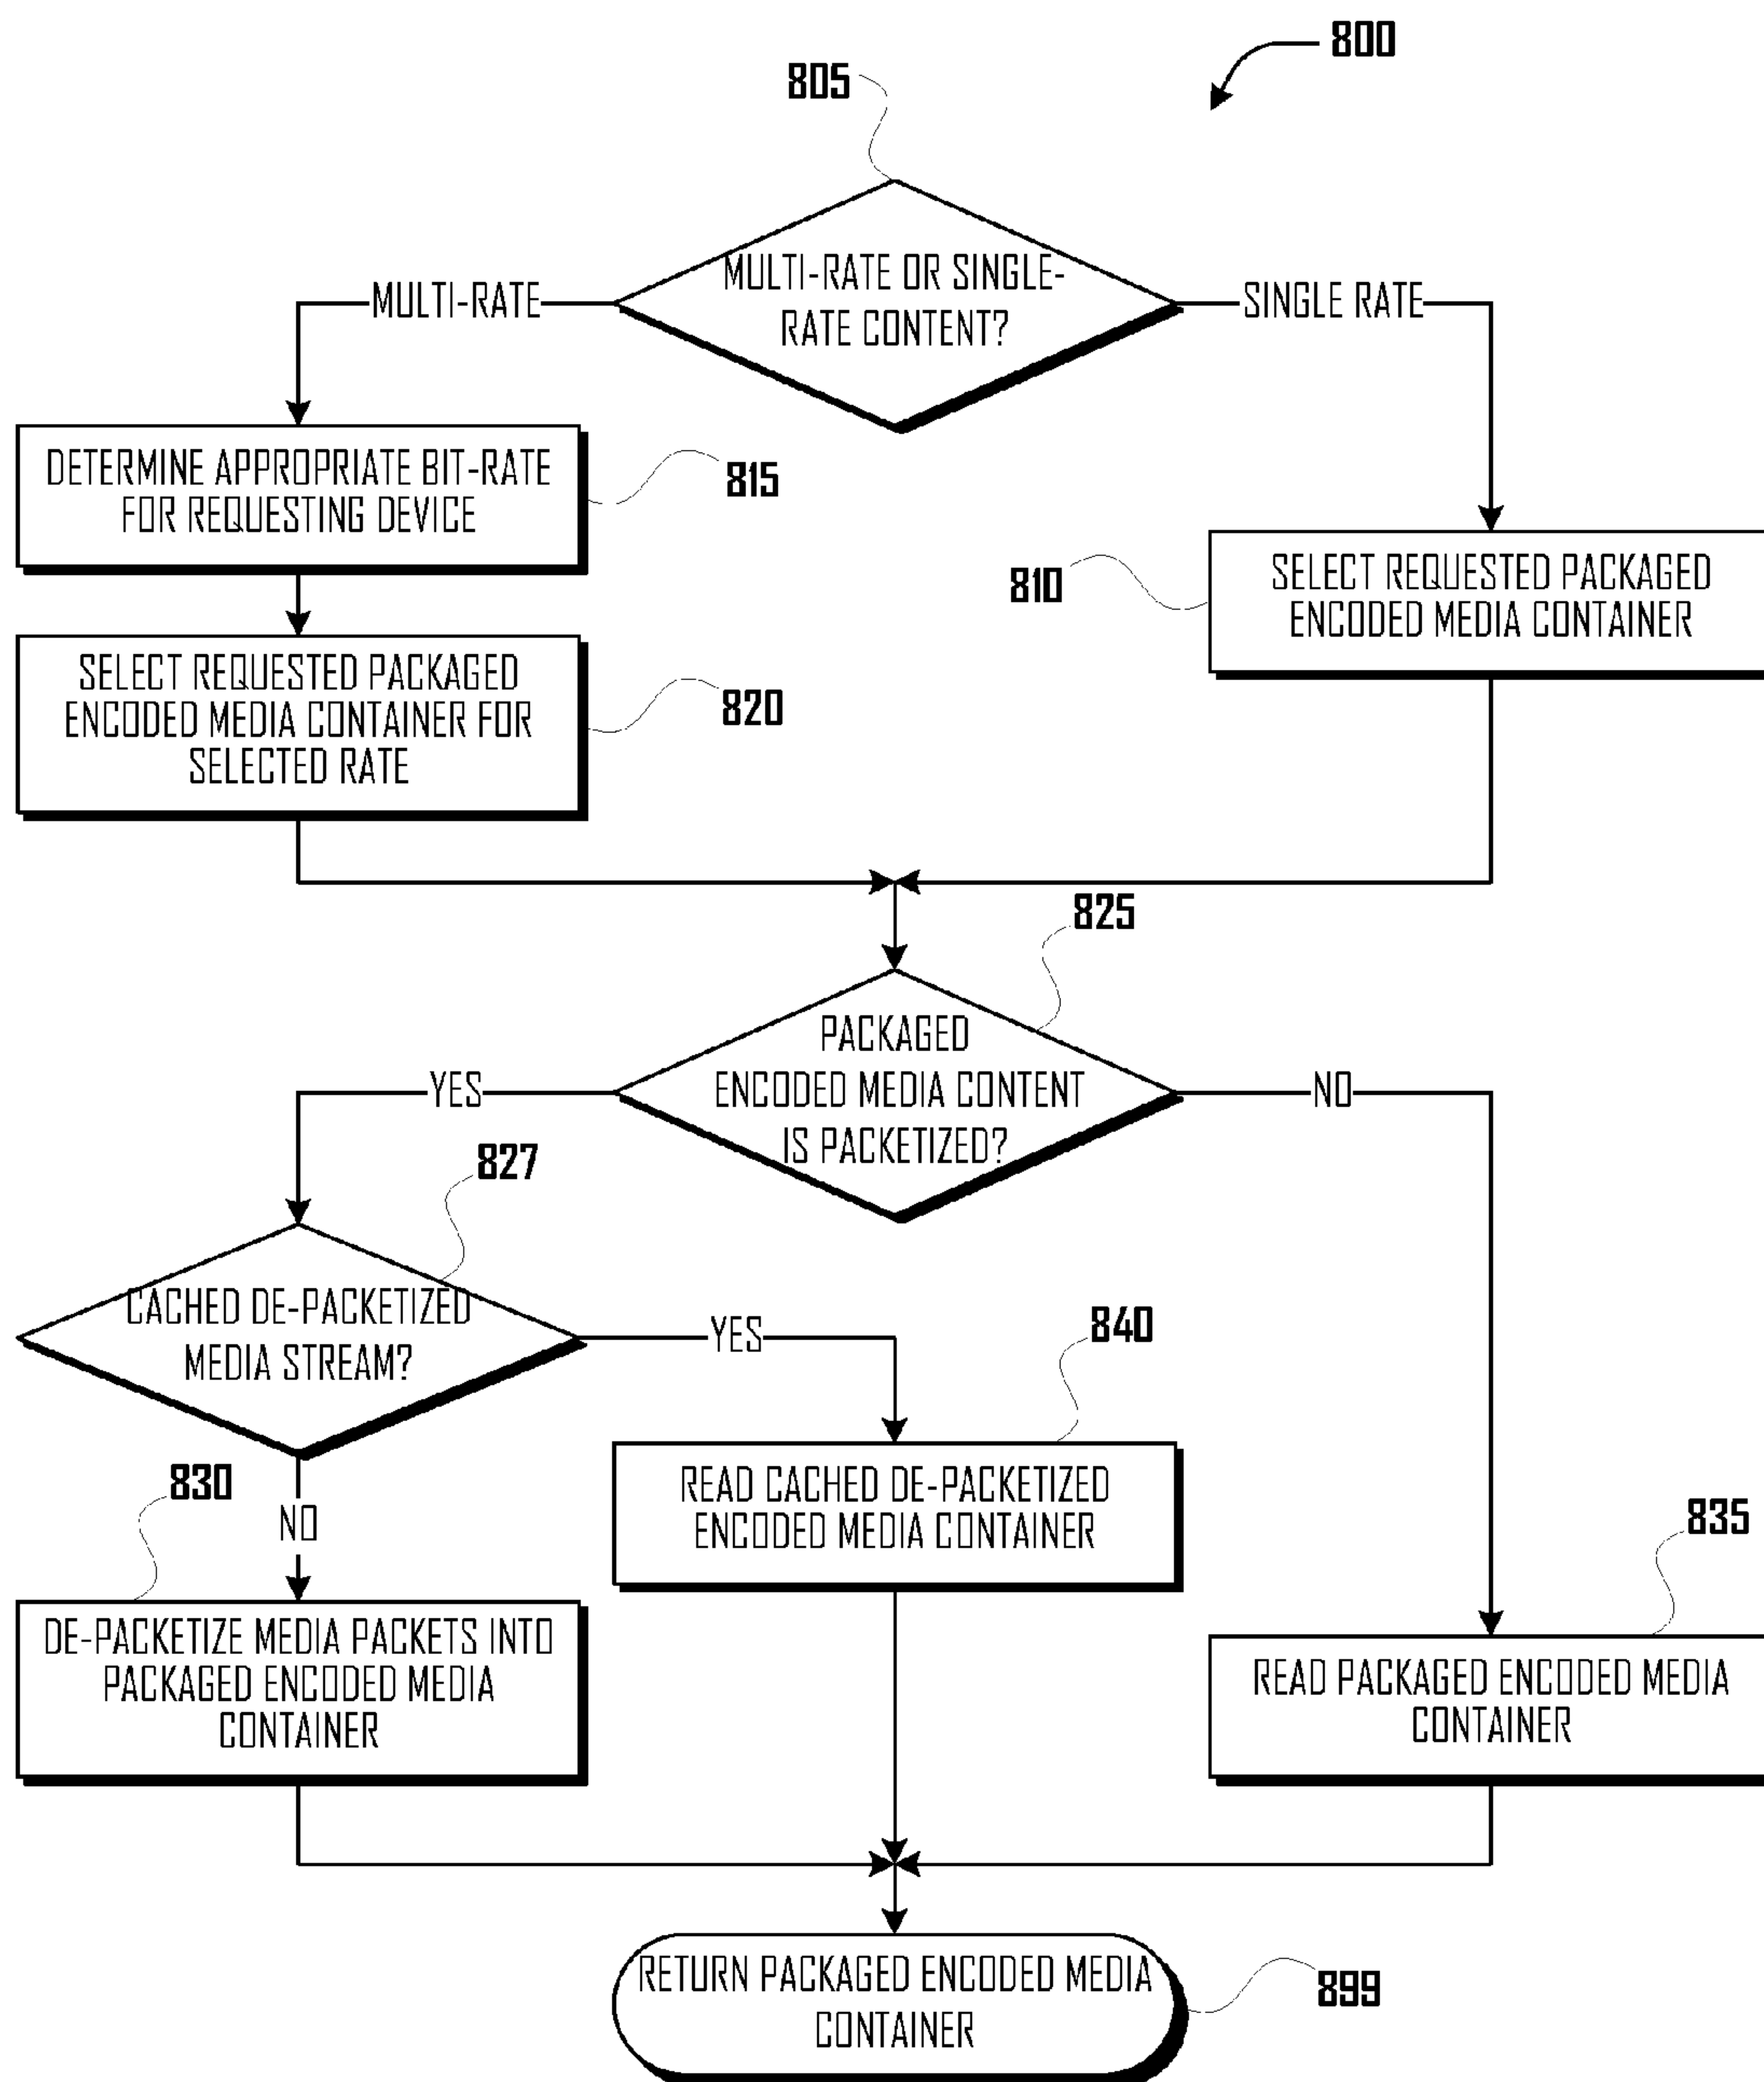 800
805
MULTI-RATE OR SINGLE-
RATE CONTENT?
MULTI-RATE
SINGLE RATE
DETERMINE APPROPRIATE BIT-RATE
FOR REQUESTING DEVICE
815
810
SELECT REQUESTED PACKAGED
ENCODED MEDIA CONTAINER
SELECT REQUESTED PACKAGED
ENCODED MEDIA CONTAINER FOR
SELECTED RATE
820
825
PACKAGED
ENCODED MEDIA CONTENT
IS PACKETIZED?
YES
NO
827
CACHED DE-PACKETIZED
MEDIA STREAM?
YES
840
830
NO
READ CACHED DE-PACKETIZED
ENCODED MEDIA CONTAINER
835
DE-PACKETIZE MEDIA PACKETS INTO
PACKAGED ENCODED MEDIA
CONTAINER
READ PACKAGED ENCODED MEDIA
CONTAINER
RETURN PACKAGED ENCODED MEDIA
CONTAINER
899